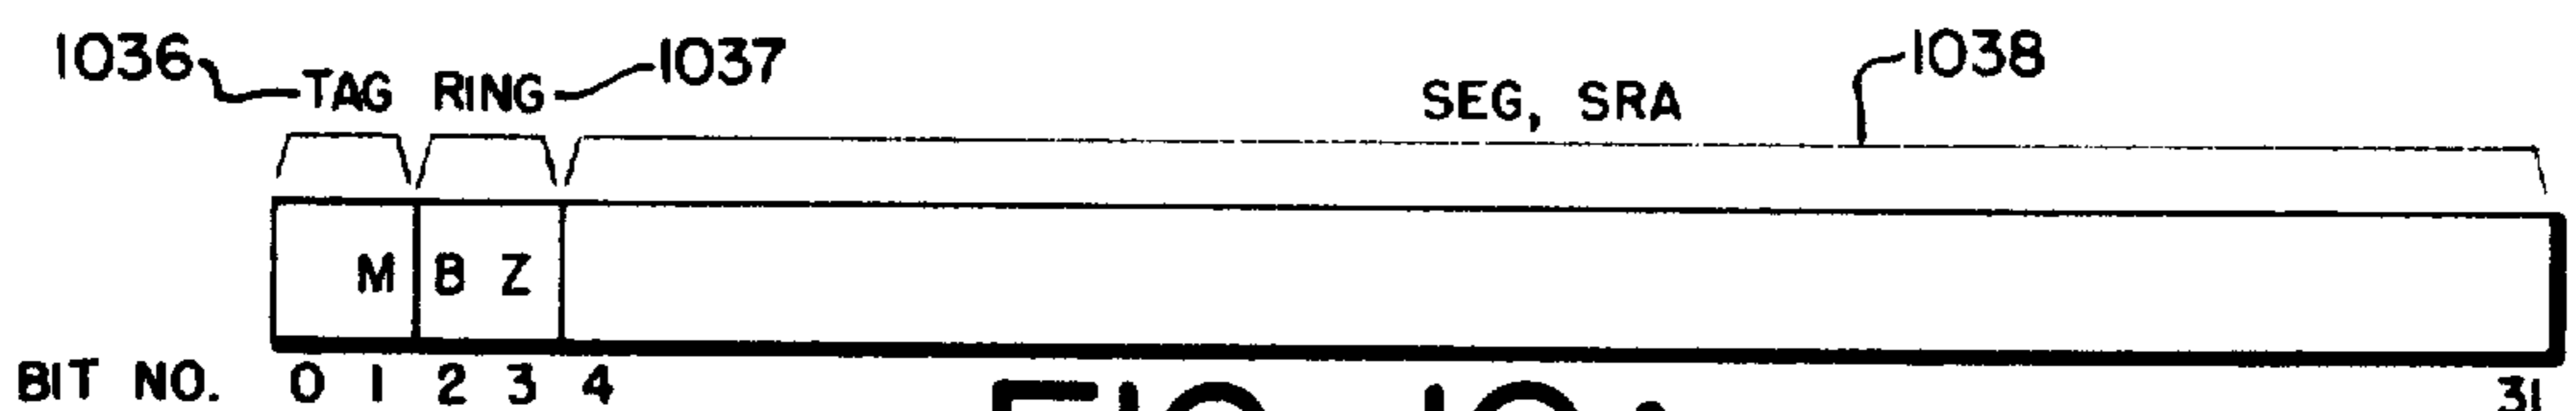 1036 TAG RING 1037 SEG, SRA 1038
M B Z
BIT NO. 0 1 2 3 4 31